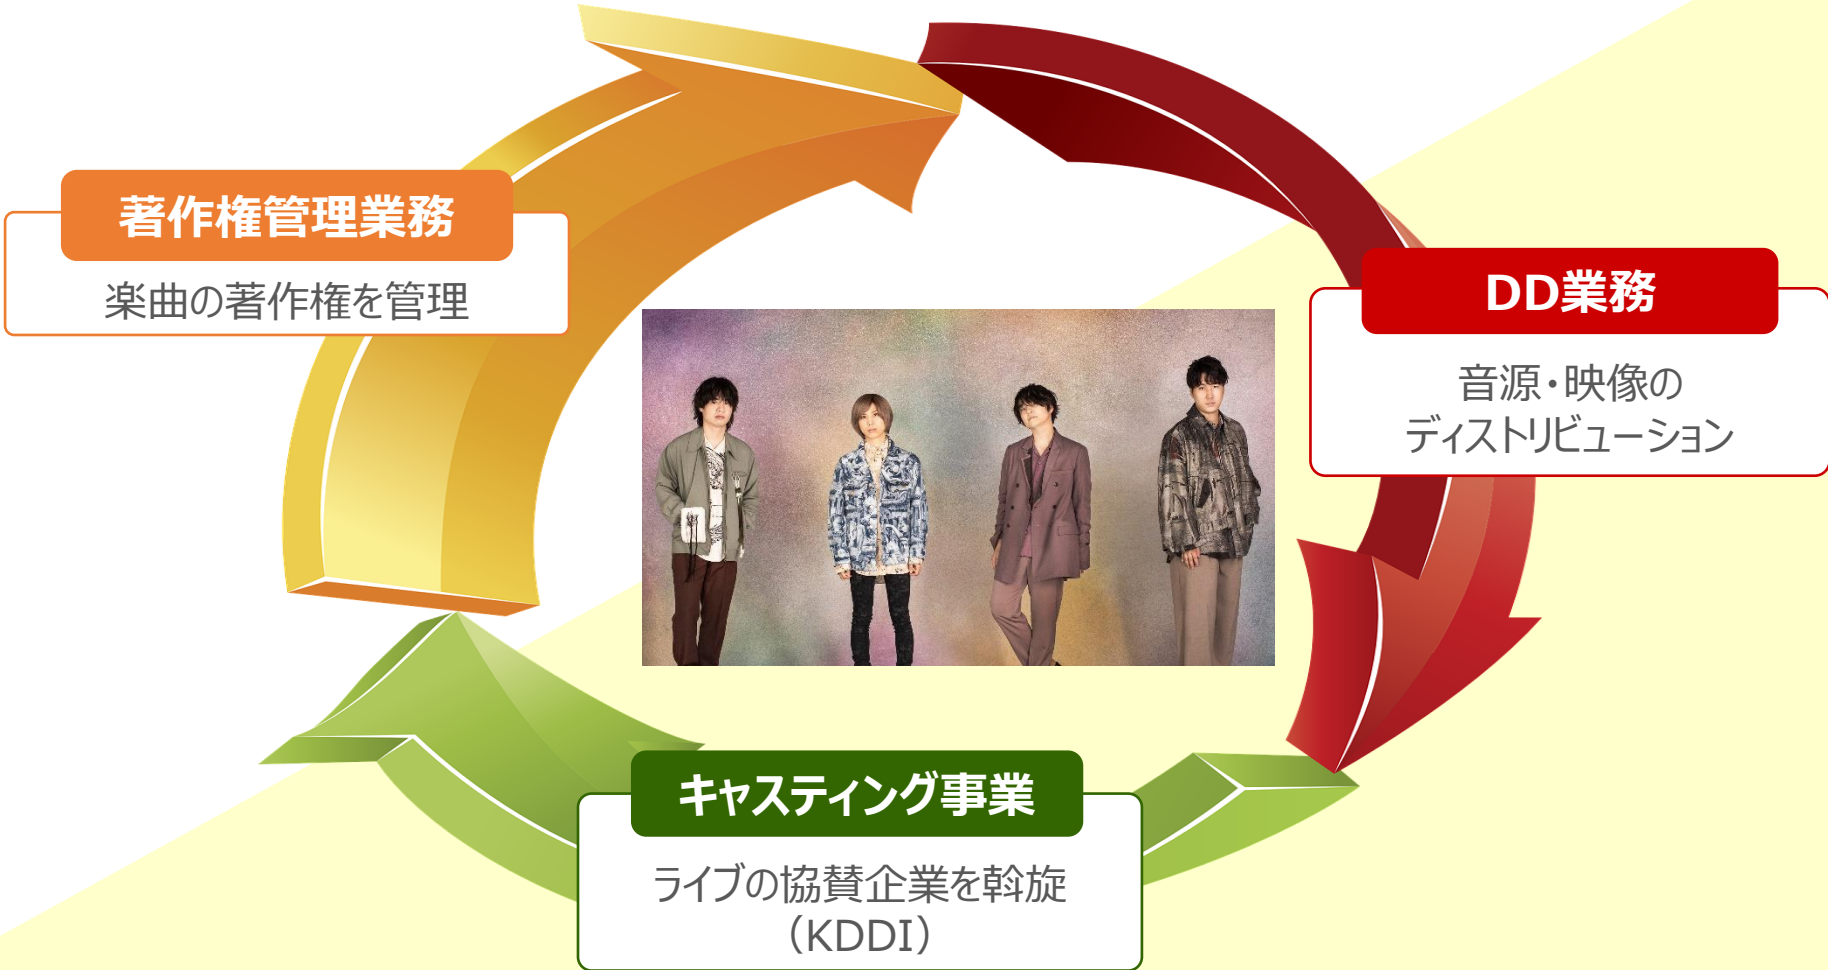 著作権管理業務
楽曲の著作権を管理
DD業務
音源・映像の
ディストリビューション
キャスティング事業
ライブの協賛企業を斡旋
（KDDI）